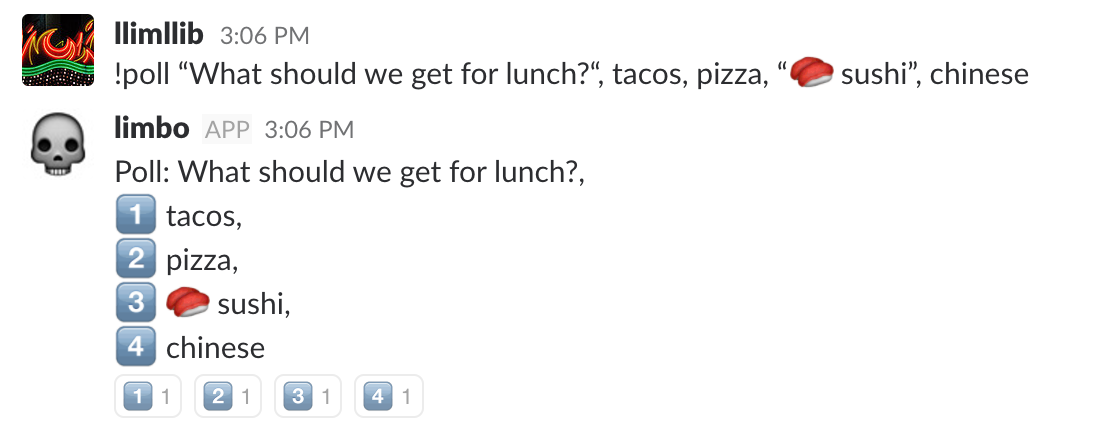 llimllib 3:06 PM
!poll “What should we get for lunch?“, tacos, pizza, “🍣 sushi”, chinese
limbo APP 3:06 PM
Poll: What should we get for lunch?,
1 tacos,
2 pizza,
3 🍣 sushi,
4 chinese
1 1 2 1 3 1 4 1